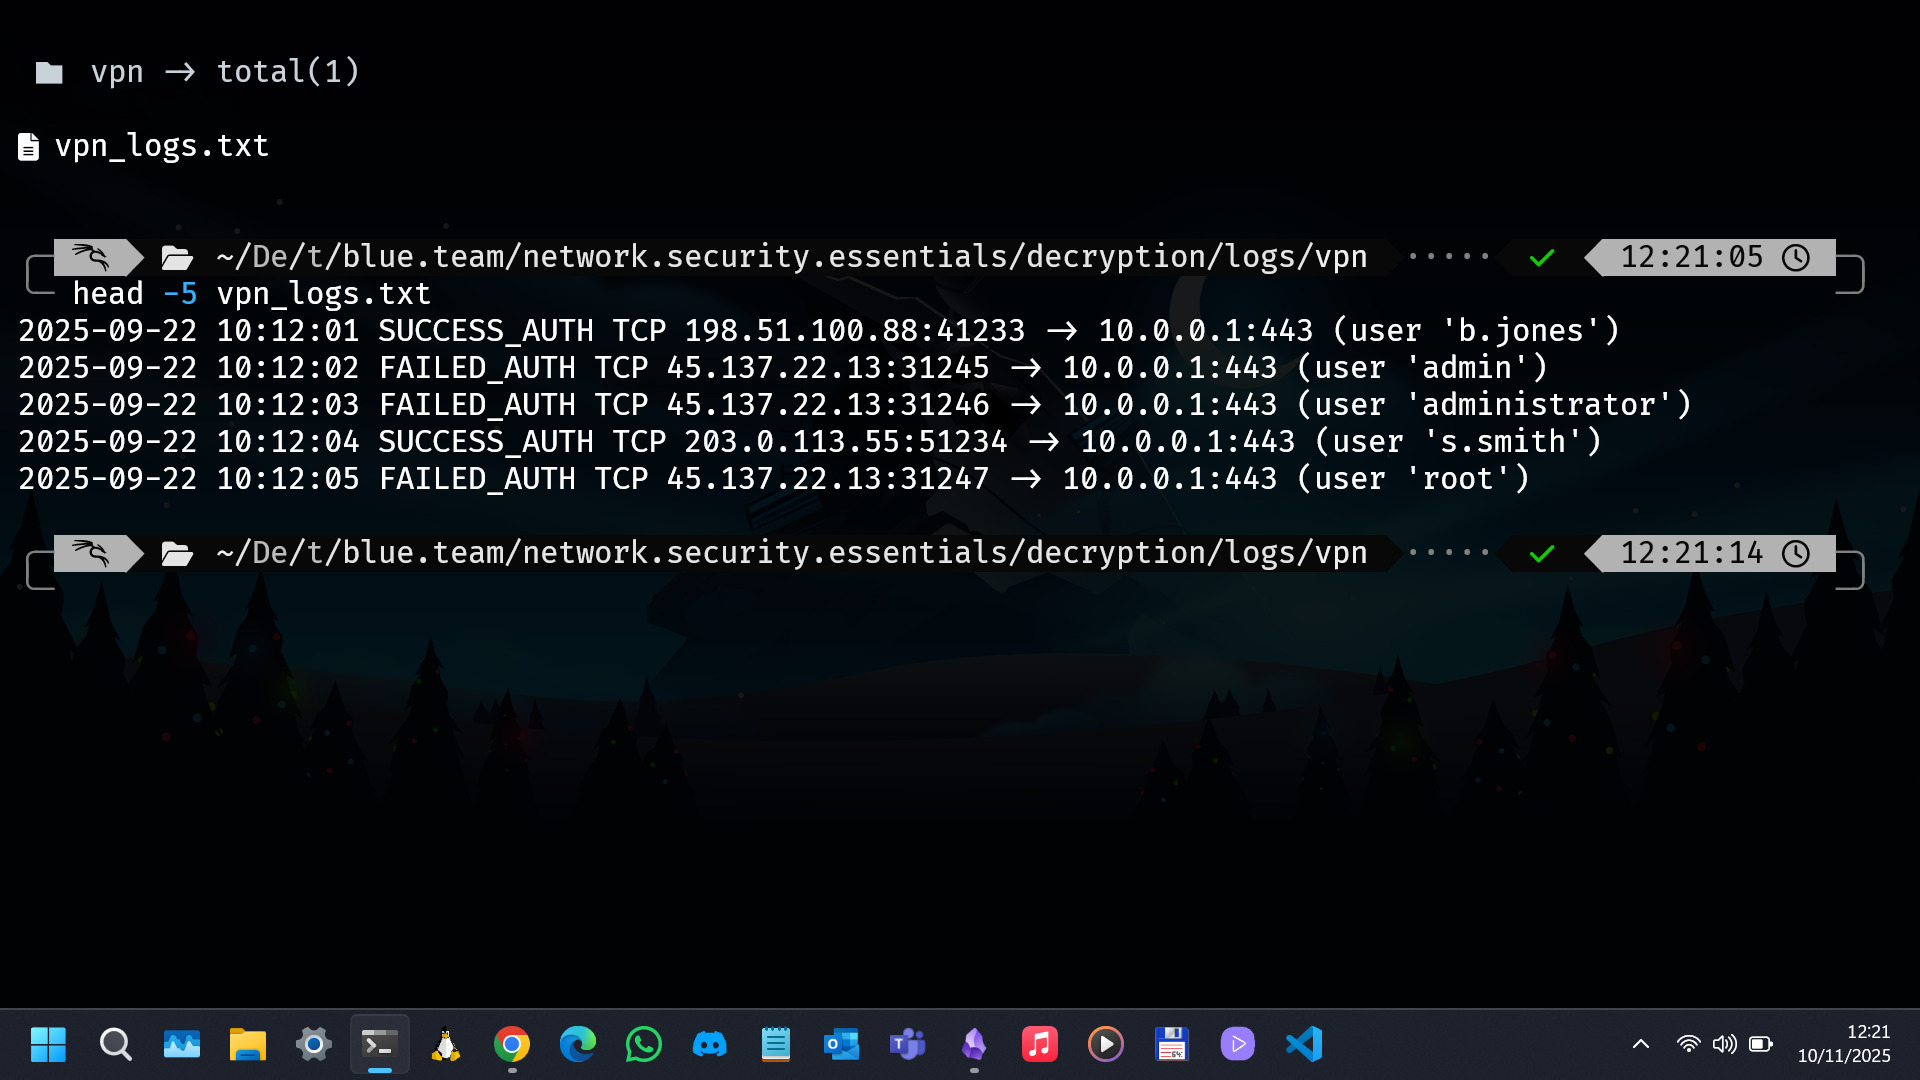 vpn → total(1)
vpn_logs.txt
~/De/t/blue.team/network.security.essentials/decryption/logs/vpn ····· ✓ 12:21:05
head -5 vpn_logs.txt
2025-09-22 10:12:01 SUCCESS_AUTH TCP 198.51.100.88:41233 → 10.0.0.1:443 (user 'b.jones')
2025-09-22 10:12:02 FAILED_AUTH TCP 45.137.22.13:31245 → 10.0.0.1:443 (user 'admin')
2025-09-22 10:12:03 FAILED_AUTH TCP 45.137.22.13:31246 → 10.0.0.1:443 (user 'administrator')
2025-09-22 10:12:04 SUCCESS_AUTH TCP 203.0.113.55:51234 → 10.0.0.1:443 (user 's.smith')
2025-09-22 10:12:05 FAILED_AUTH TCP 45.137.22.13:31247 → 10.0.0.1:443 (user 'root')
~/De/t/blue.team/network.security.essentials/decryption/logs/vpn ····· ✓ 12:21:14
12:21
10/11/2025